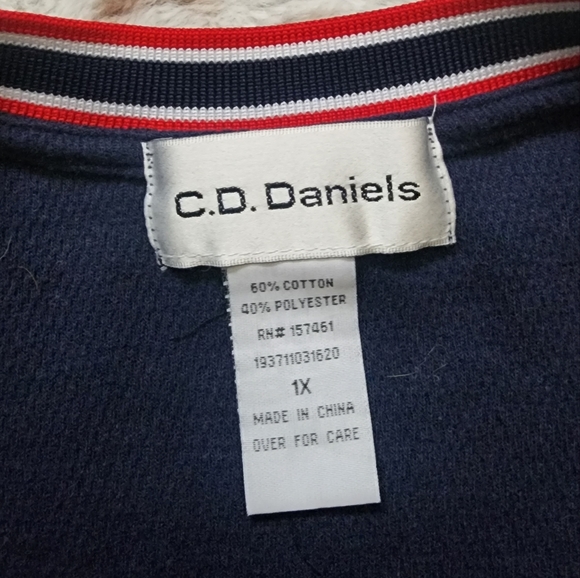 C.D. Daniels
60% COTTON
40% POLYESTER
RN# 157461
193711031620
1X
MADE IN CHINA
OVER FOR CARE